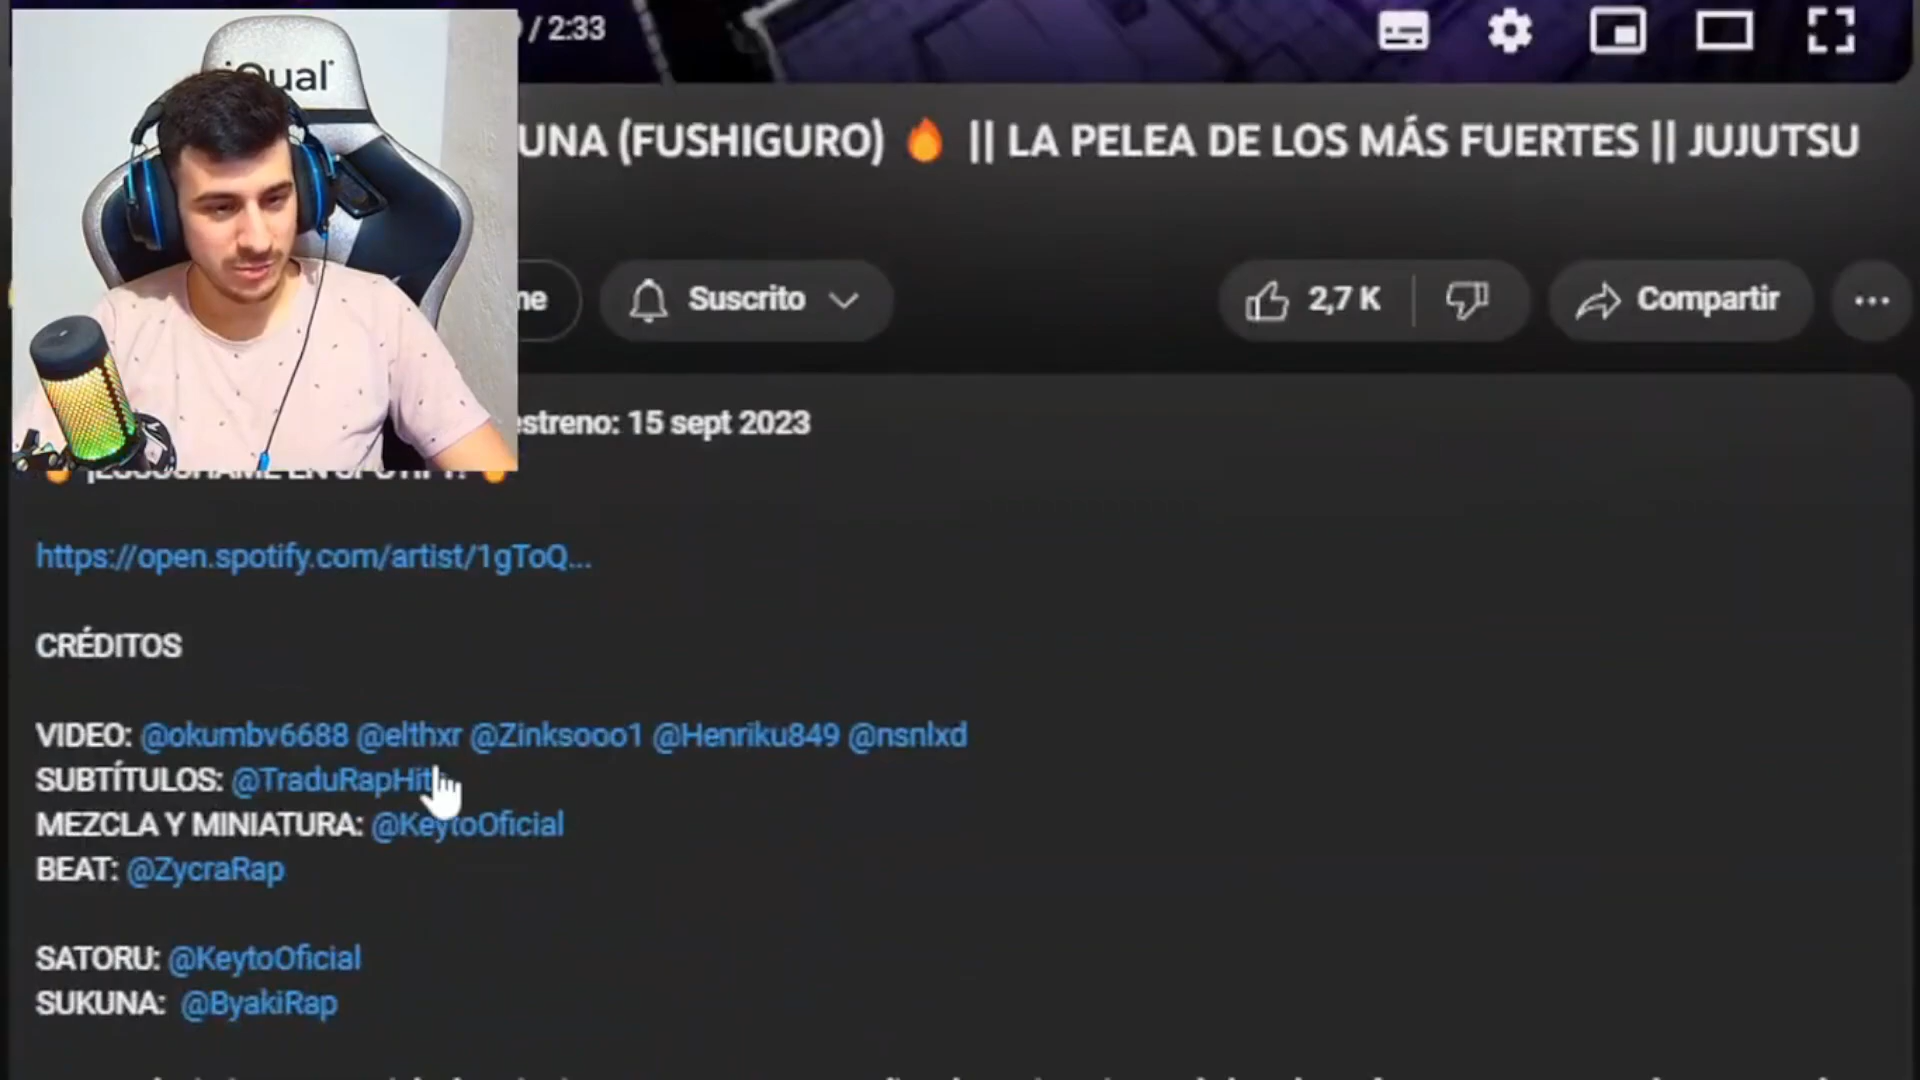 / 2:33
UNA (FUSHIGURO) 🔥 || LA PELEA DE LOS MÁS FUERTES || JUJUTSU
me
Suscrito
2,7 K
Compartir
estreno: 15 sept 2023
https://open.spotify.com/artist/1gToQ...
CRÉDITOS
VIDEO: @okumbv6688 @elthxr @Zinksooo1 @Henriku849 @nsnlxd
SUBTÍTULOS: @TraduRapHit
MEZCLA Y MINIATURA: @KeytoOficial
BEAT: @ZycraRap
SATORU: @KeytoOficial
SUKUNA: @ByakiRap